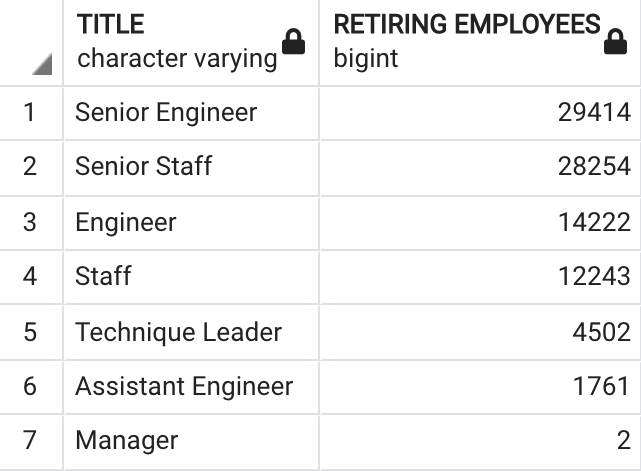 TITLE RETIRING EMPLOYEES
character varying bigint
1 Senior Engineer 29414
2 Senior Staff 28254
3 Engineer 14222
4 Staff 12243
5 Technique Leader 4502
6 Assistant Engineer 1761
7 Manager 2